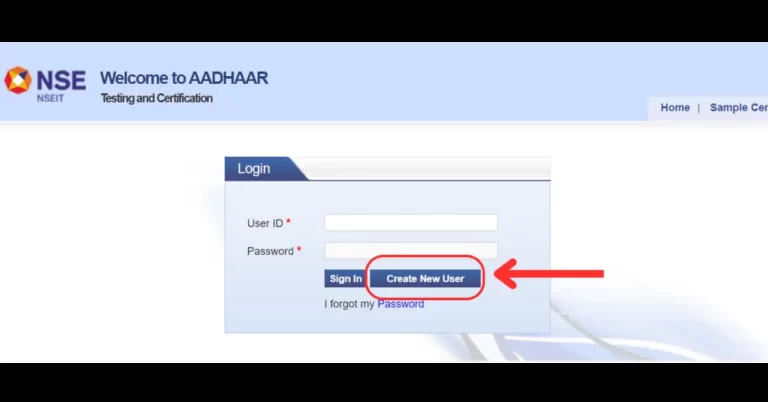 NSE
NSEIT
Welcome to AADHAAR
Testing and Certification
Home | Sample Cer
Login
User ID *
Password *
Sign In Create New User
I forgot my Password